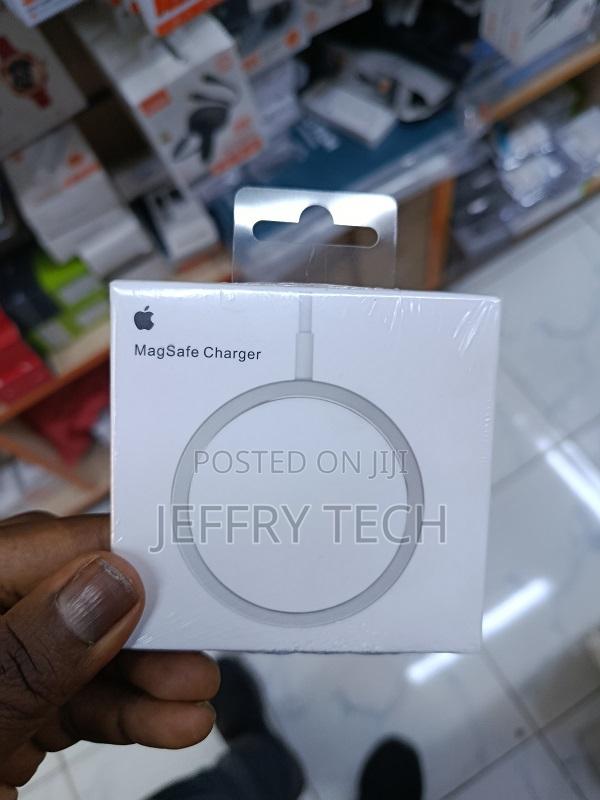 MagSafe Charger
POSTED ON JIJI
JEFFRY TECH